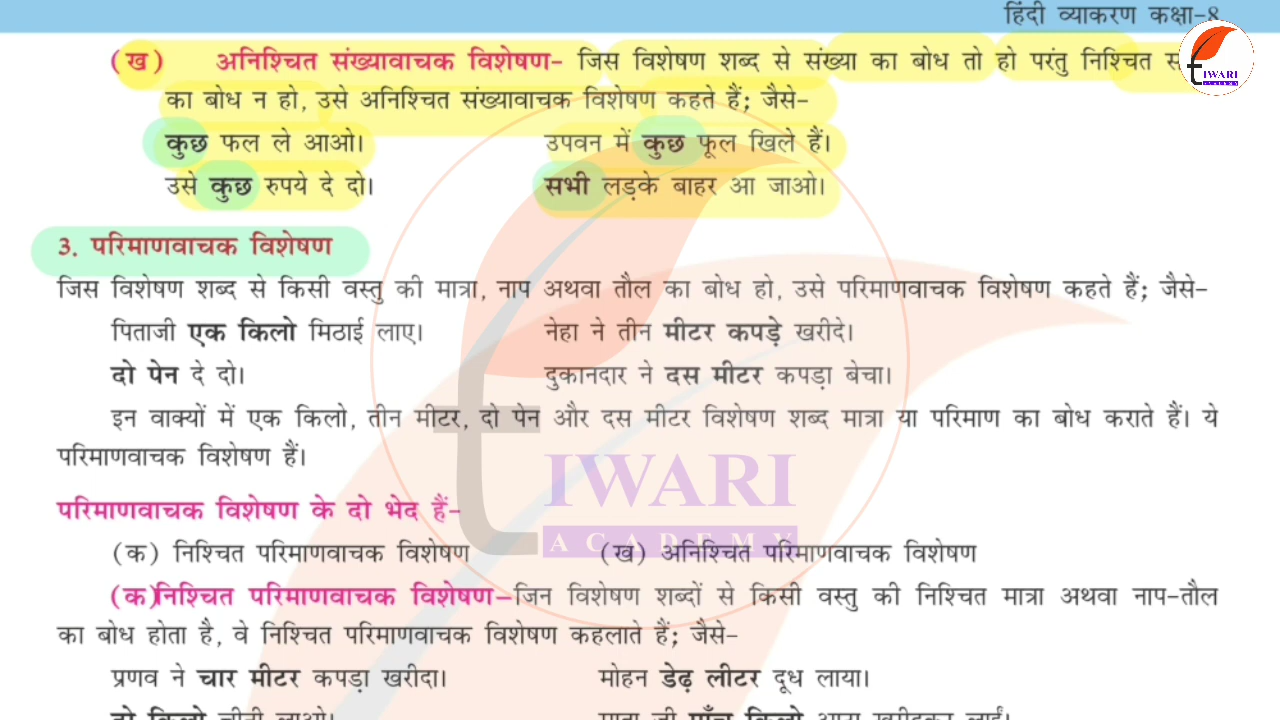 हिंदी व्याकरण कक्षा-8
(ख) अनिश्चित संख्यावाचक विशेषण- जिस विशेषण शब्द से संख्या का बोध तो हो परंतु निश्चित
का बोध न हो, उसे अनिश्चित संख्यावाचक विशेषण कहते हैं; जैसे-
कुछ फल ले आओ। उपवन में कुछ फूल खिले हैं।
उसे कुछ रुपये दे दो। सभी लड़के बाहर आ जाओ।
3. परिमाणवाचक विशेषण
जिस विशेषण शब्द से किसी वस्तु की मात्रा, नाप अथवा तौल का बोध हो, उसे परिमाणवाचक विशेषण कहते हैं; जैसे-
पिताजी एक किलो मिठाई लाए। नेहा ने तीन मीटर कपड़े खरीदे।
दो पेन दे दो। दुकानदार ने दस मीटर कपड़ा बेचा।
इन वाक्यों में एक किलो, तीन मीटर, दो पेन और दस मीटर विशेषण शब्द मात्रा या परिमाण का बोध कराते हैं। ये
परिमाणवाचक विशेषण हैं।
परिमाणवाचक विशेषण के दो भेद हैं-
(क) निश्चित परिमाणवाचक विशेषण (ख) अनिश्चित परिमाणवाचक विशेषण
(क) निश्चित परिमाणवाचक विशेषण-जिन विशेषण शब्दों से किसी वस्तु की निश्चित मात्रा अथवा नाप-तौल
का बोध होता है, वे निश्चित परिमाणवाचक विशेषण कहलाते हैं; जैसे-
प्रणव ने चार मीटर कपड़ा खरीदा। मोहन डेढ़ लीटर दूध लाया।
tIWARI
ACADEMY
tIWARI
ACADEMY